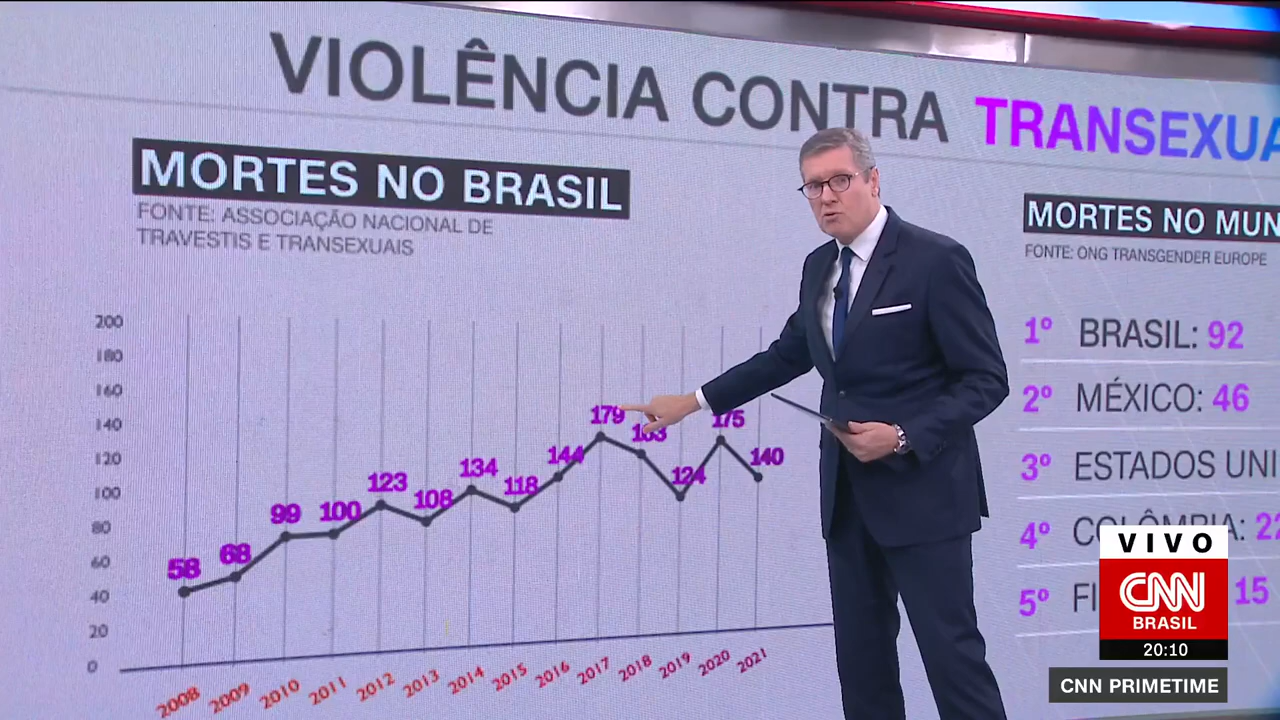 VIOLÊNCIA CONTRA TRANSEXUA
MORTES NO BRASIL
FONTE: ASSOCIAÇÃO NACIONAL DE
TRAVESTIS E TRANSEXUAIS
200
180
160
140
120
100
80
60
40
20
0
58
68
99
100
123
108
134
118
144
179
163
124
175
140
2008
2009
2010
2011
2012
2013
2014
2015
2016
2017
2018
2019
2020
2021
MORTES NO MUN
FONTE: ONG TRANSGENDER EUROPE
1º BRASIL: 92
2º MÉXICO: 46
3º ESTADOS UNI
4º COLÔMBIA: 22
5º FI 15
VIVO
CNN
BRASIL
20:10
CNN PRIMETIME